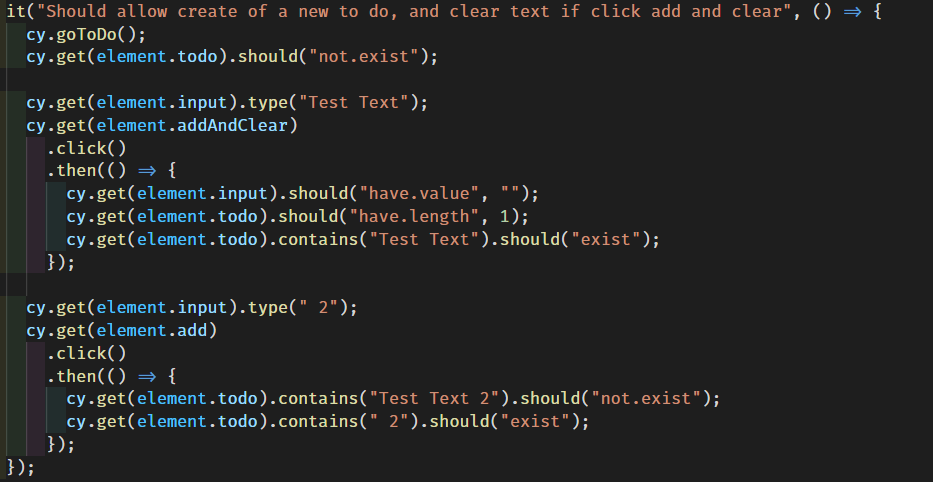 it("Should allow create of a new to do, and clear text if click add and clear", () => {
  cy.goToDo();
  cy.get(element.todo).should("not.exist");

  cy.get(element.input).type("Test Text");
  cy.get(element.addAndClear)
    .click()
    .then(() => {
      cy.get(element.input).should("have.value", "");
      cy.get(element.todo).should("have.length", 1);
      cy.get(element.todo).contains("Test Text").should("exist");
    });

  cy.get(element.input).type(" 2");
  cy.get(element.add)
    .click()
    .then(() => {
      cy.get(element.todo).contains("Test Text 2").should("not.exist");
      cy.get(element.todo).contains(" 2").should("exist");
    });
});